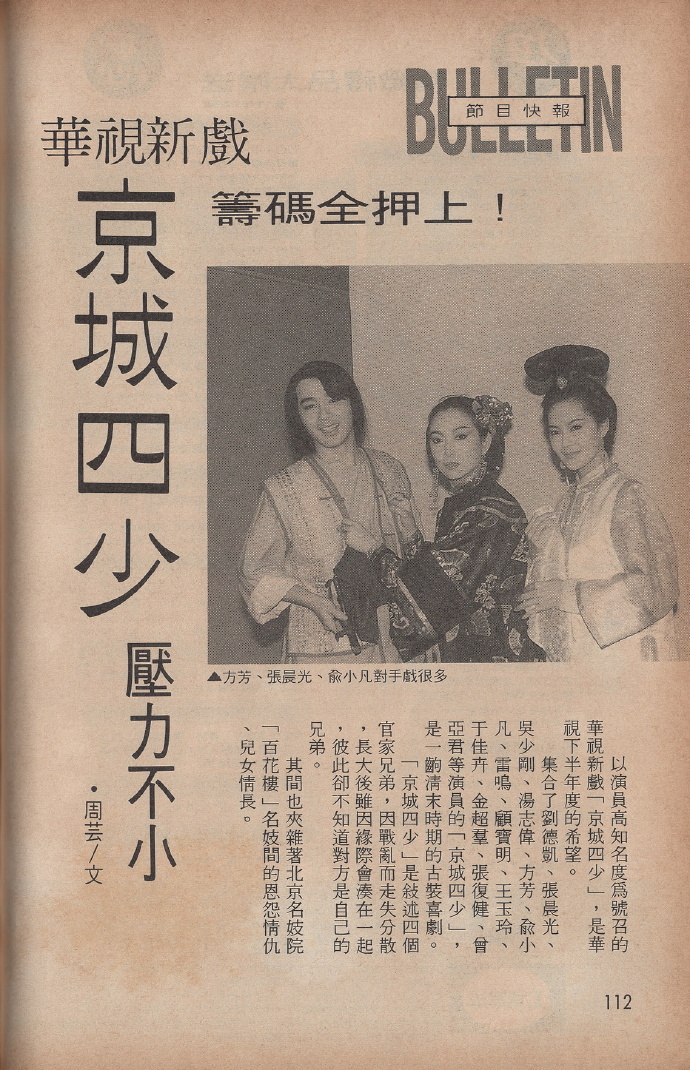 BULLETIN
節目快報
華視新戲
京城四少
籌碼全押上！
壓力不小
・周芸／文
▲方芳、張晨光、俞小凡對手戲很多
以演員高知名度爲號召的
華視新戲「京城四少」，是華
視下半年度的希望。
集合了劉德凱、張晨光、
吳少剛、湯志偉、方芳、俞小
凡、雷鳴、顧寶明、王玉玲、
于佳卉、金超羣、張復健、曾
亞君等演員的「京城四少」，
是一齣淸末時期的古裝喜劇。
「京城四少」是敘述四個
官家兄弟，因戰亂而走失分散
，長大後雖因緣際會湊在一起
，彼此卻不知道對方是自己的
兄弟。
其間也夾雜著北京名妓院
「百花樓」名妓間的恩怨情仇
、兒女情長。
112